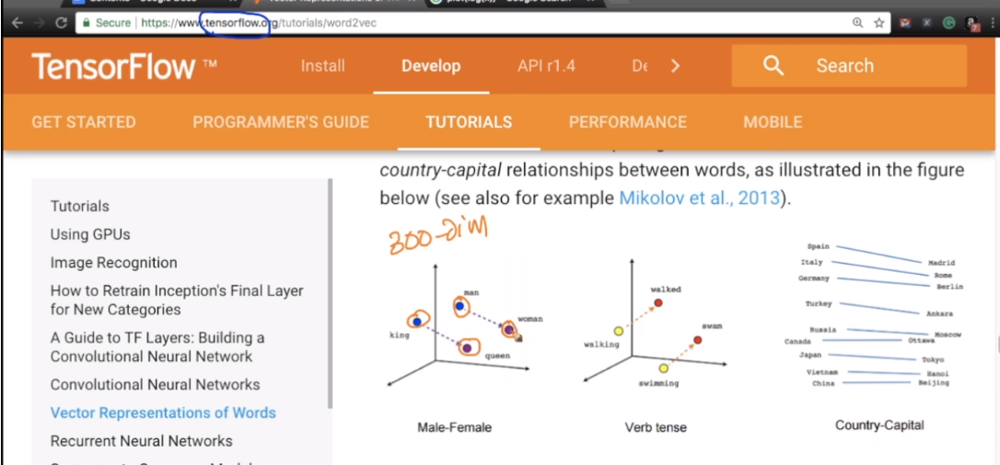 Secure | https://www.tensorflow.org/tutorials/word2vec
TensorFlow ™
Install
Develop
API r1.4
De
Search
GET STARTED
PROGRAMMER'S GUIDE
TUTORIALS
PERFORMANCE
MOBILE
Tutorials
Using GPUs
Image Recognition
How to Retrain Inception's Final Layer
for New Categories
A Guide to TF Layers: Building a
Convolutional Neural Network
Convolutional Neural Networks
Vector Representations of Words
Recurrent Neural Networks
country-capital relationships between words, as illustrated in the figure
below (see also for example Mikolov et al., 2013).
300-dim
man
woman
king
queen
Male-Female
walked
swam
walking
swimming
Verb tense
Spain
Madrid
Italy
Rome
Germany
Berlin
Turkey
Ankara
Russia
Moscow
Canada
Ottawa
Japan
Tokyo
Vietnam
Hanoi
China
Beijing
Country-Capital